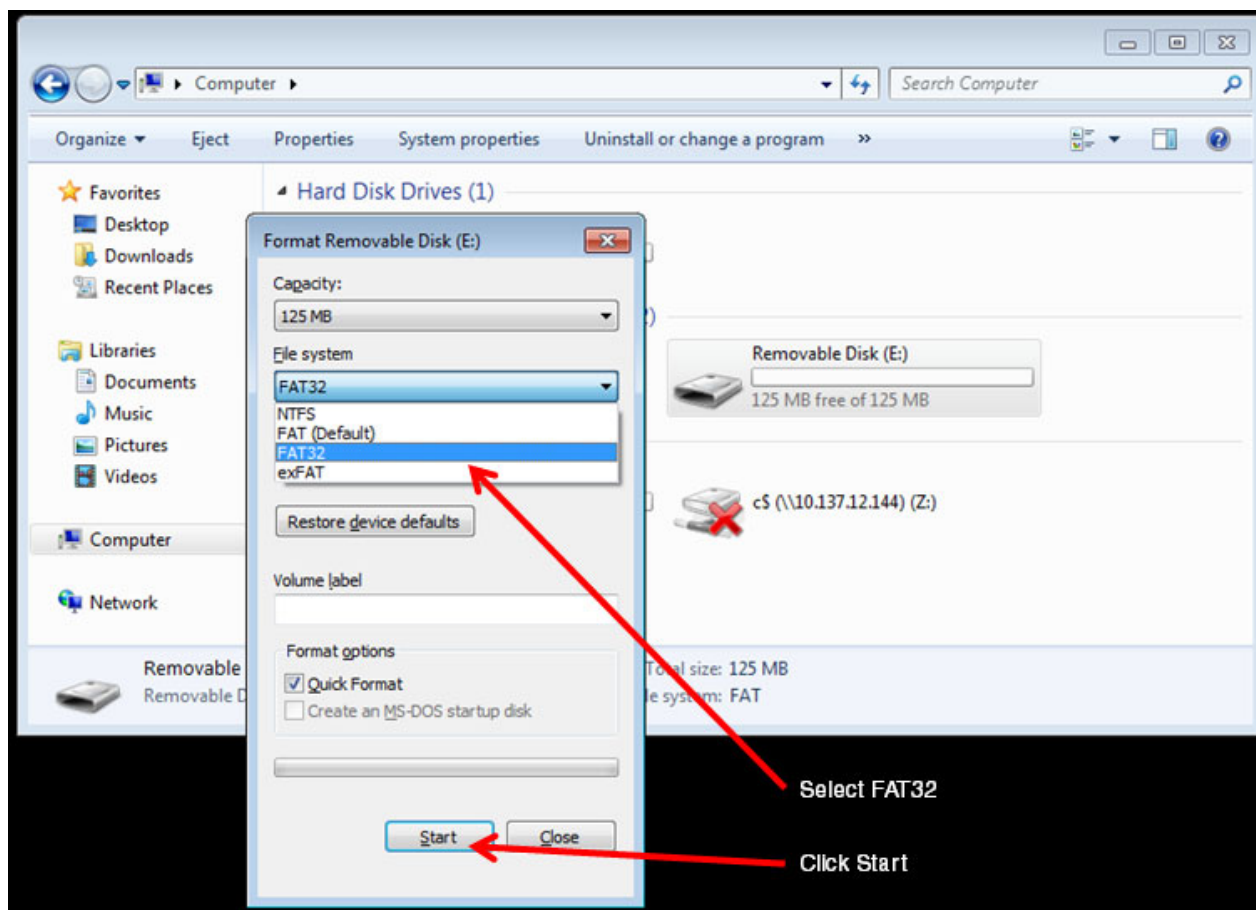 Computer
Search Computer
Organize Eject Properties System properties Uninstall or change a program »
Favorites
Desktop
Downloads
Recent Places
Libraries
Documents
Music
Pictures
Videos
Computer
Network
Hard Disk Drives (1)
2)
Removable Disk (E:)
125 MB free of 125 MB
c$ (\\10.137.12.144) (Z:)
Format Removable Disk (E:)
Capacity:
125 MB
File system
FAT32
NTFS
FAT (Default)
FAT32
exFAT
Restore device defaults
Volume label
Format options
Quick Format
Create an MS-DOS startup disk
Start Close
Removable
Removable D
Total size: 125 MB
le system: FAT
Select FAT32
Click Start